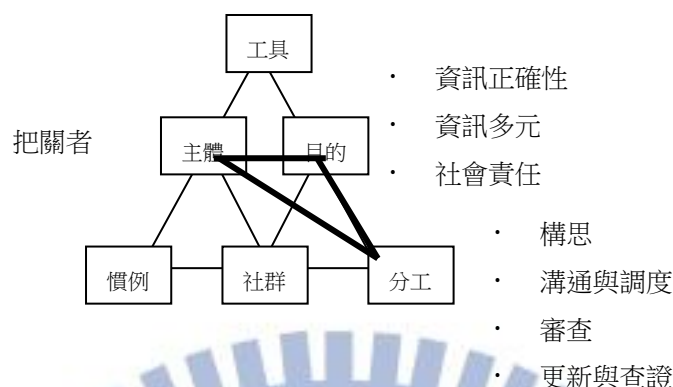 工具
・ 資訊正確性
・ 資訊多元
・ 社會責任
把關者
主體
目的
・ 構思
・ 溝通與調度
・ 審查
・ 更新與查證
慣例
社群
分工